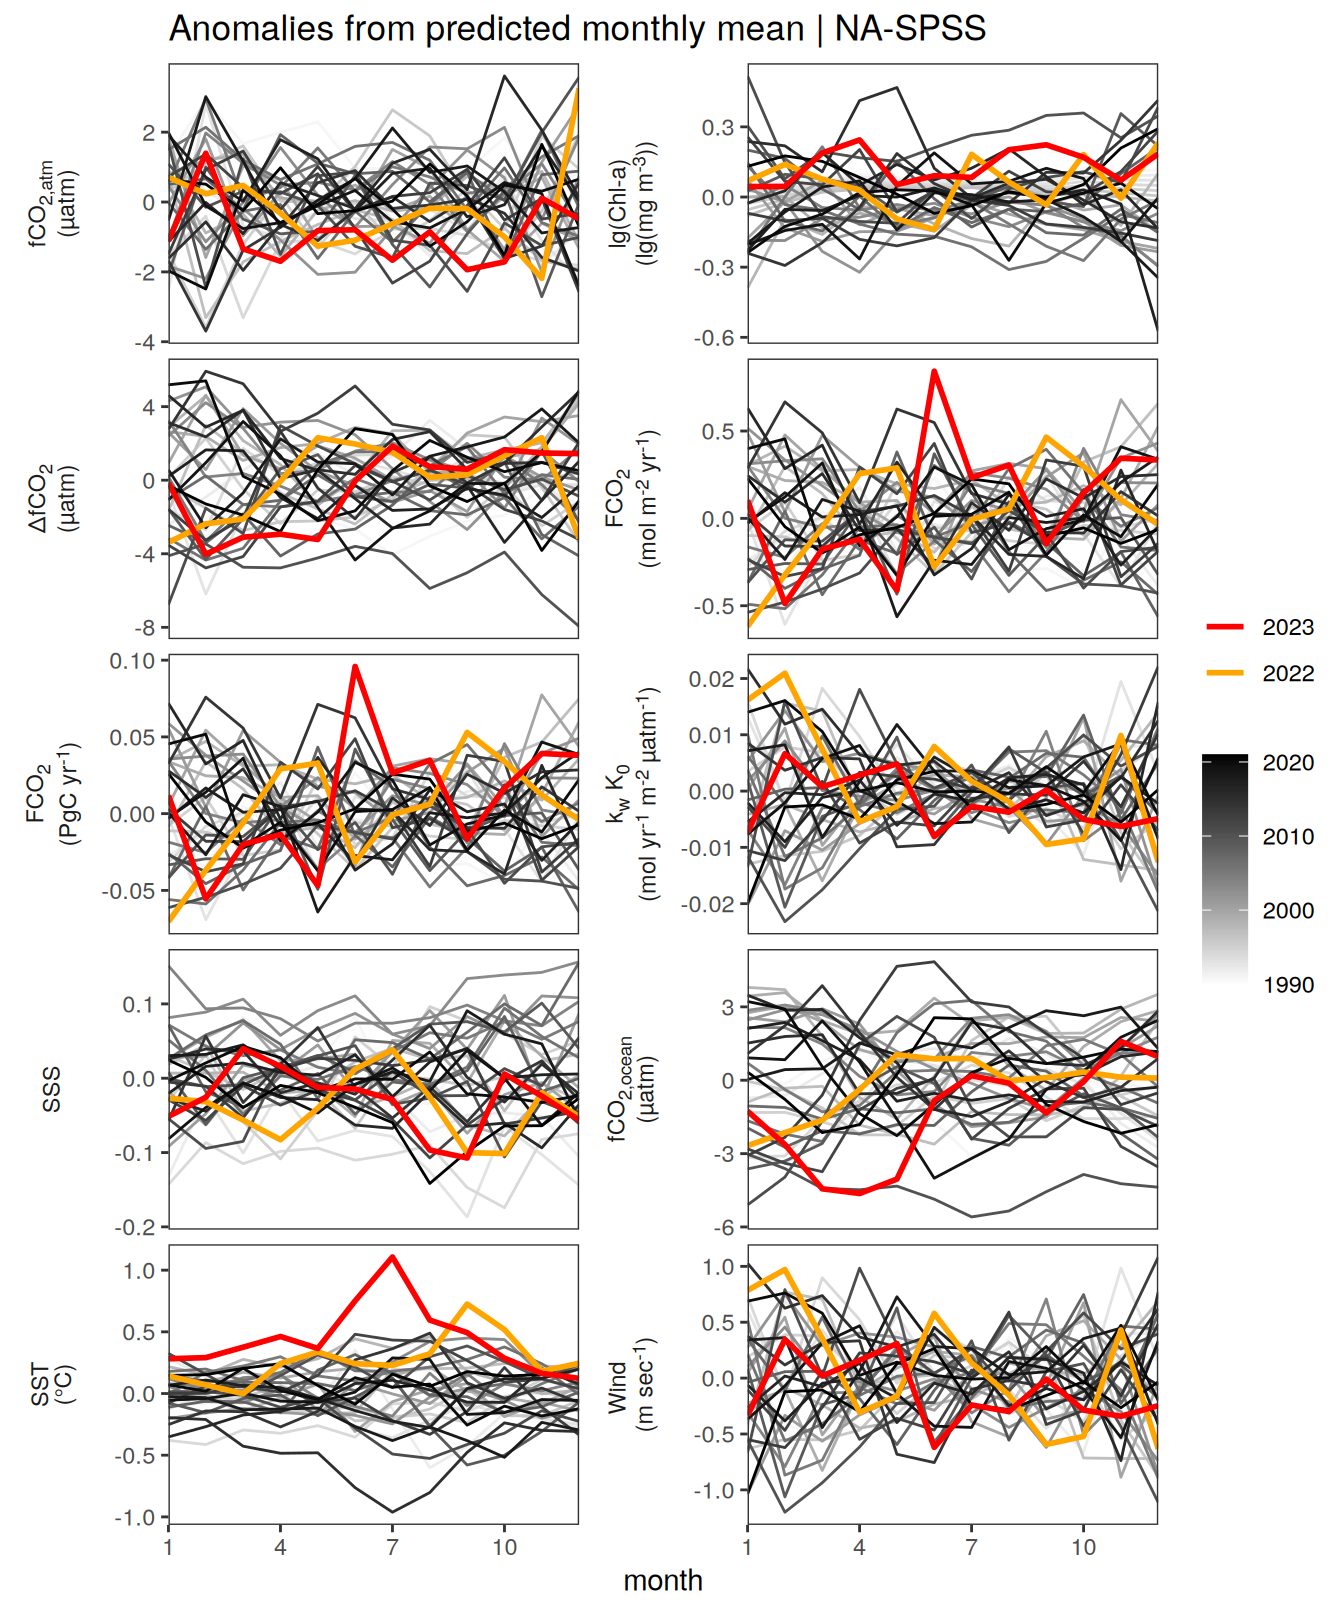 Anomalies from predicted monthly mean | NA-SPSS
fCO2,atm
(µatm)
2
0
-2
-4
lg(Chl-a)
(lg(mg m-3))
0.3
0.0
-0.3
-0.6
ΔfCO2
(µatm)
4
0
-4
-8
FCO2
(mol m-2 yr-1)
0.5
0.0
-0.5
FCO2
(PgC yr-1)
0.10
0.05
0.00
-0.05
kw K0
(mol yr-1 m-2 µatm-1)
0.02
0.01
0.00
-0.01
-0.02
SSS
0.1
0.0
-0.1
-0.2
fCO2,ocean
(µatm)
3
0
-3
-6
SST
(°C)
1.0
0.5
0.0
-0.5
-1.0
1 4 7 10
Wind
(m sec-1)
1.0
0.5
0.0
-0.5
-1.0
1 4 7 10
month
2023
2022
2020
2010
2000
1990